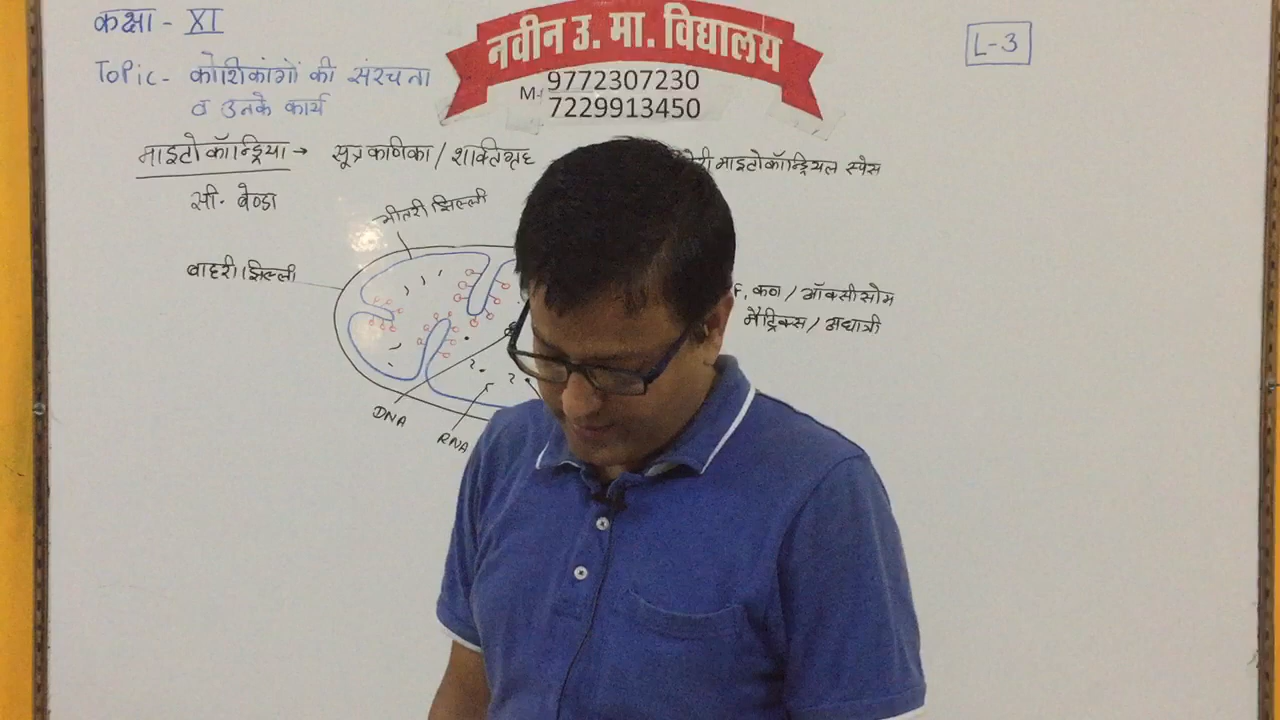 कक्षा - XI
नवीन उ. मा. विद्यालय
M- 9772307230
7229913450
L-3
Topic - कोशिकांगों की संरचना
व उनके कार्य
माइटोकॉन्ड्रिया → सूत्रकणिका / शक्तिगृह
माइटोकॉन्ड्रियल स्पेस
सी. बेण्डा
भीतरी झिल्ली
बाहरी झिल्ली
F, कण / ऑक्सीसोम
मैट्रिक्स / अधात्री
DNA
RNA